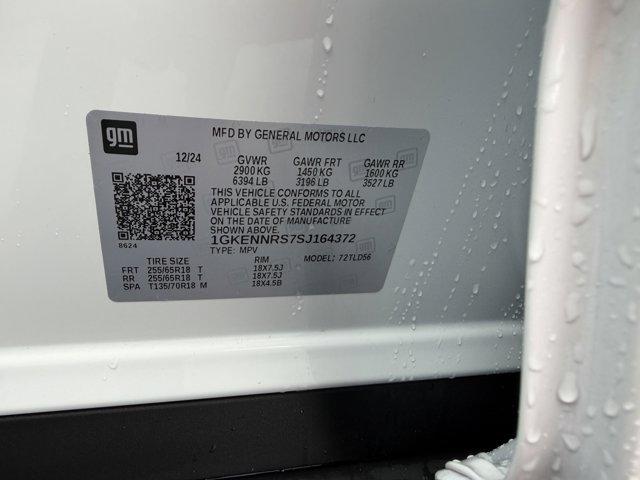 gm
MFD BY GENERAL MOTORS LLC
12/24 GVWR GAWR FRT GAWR RR
2900 KG 1450 KG 1600 KG
6394 LB 3196 LB 3527 LB
THIS VEHICLE CONFORMS TO ALL
APPLICABLE U.S. FEDERAL MOTOR
VEHICLE SAFETY STANDARDS IN EFFECT
ON THE DATE OF MANUFACTURE
SHOWN ABOVE.
8624
1GKENNRS7SJ164372
TYPE: MPV MODEL: 72TLD56
TIRE SIZE RIM
FRT 255/65R18 T 18X7.5J
RR 255/65R18 T 18X7.5J
SPA T135/70R18 M 18X4.5B